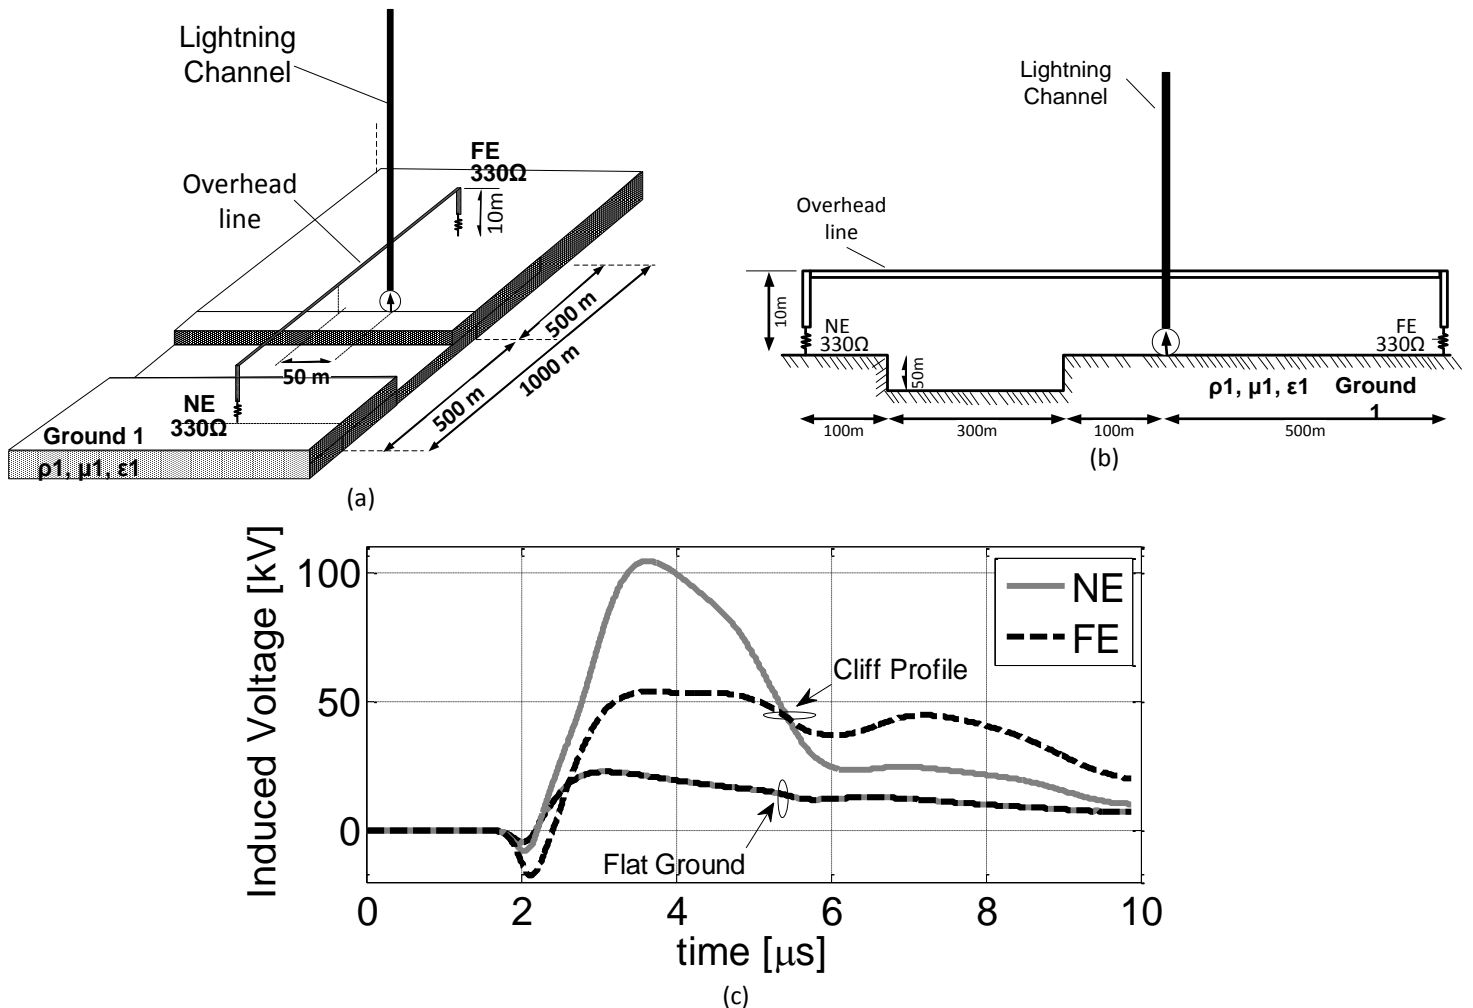 Lightning
Channel
FE
330Ω
10m
Overhead
line
500 m
1000 m
500 m
50 m
NE
330Ω
Ground 1
ρ1, μ1, ε1
(a)
Lightning
Channel
Overhead
line
10m
NE
330Ω
FE
330Ω
50m
ρ1, μ1, ε1
Ground
1
100m
300m
100m
500m
(b)
Induced Voltage [kV]
100
50
0
NE
FE
Cliff Profile
Flat Ground
0
2
4
6
8
10
time [μs]
(c)